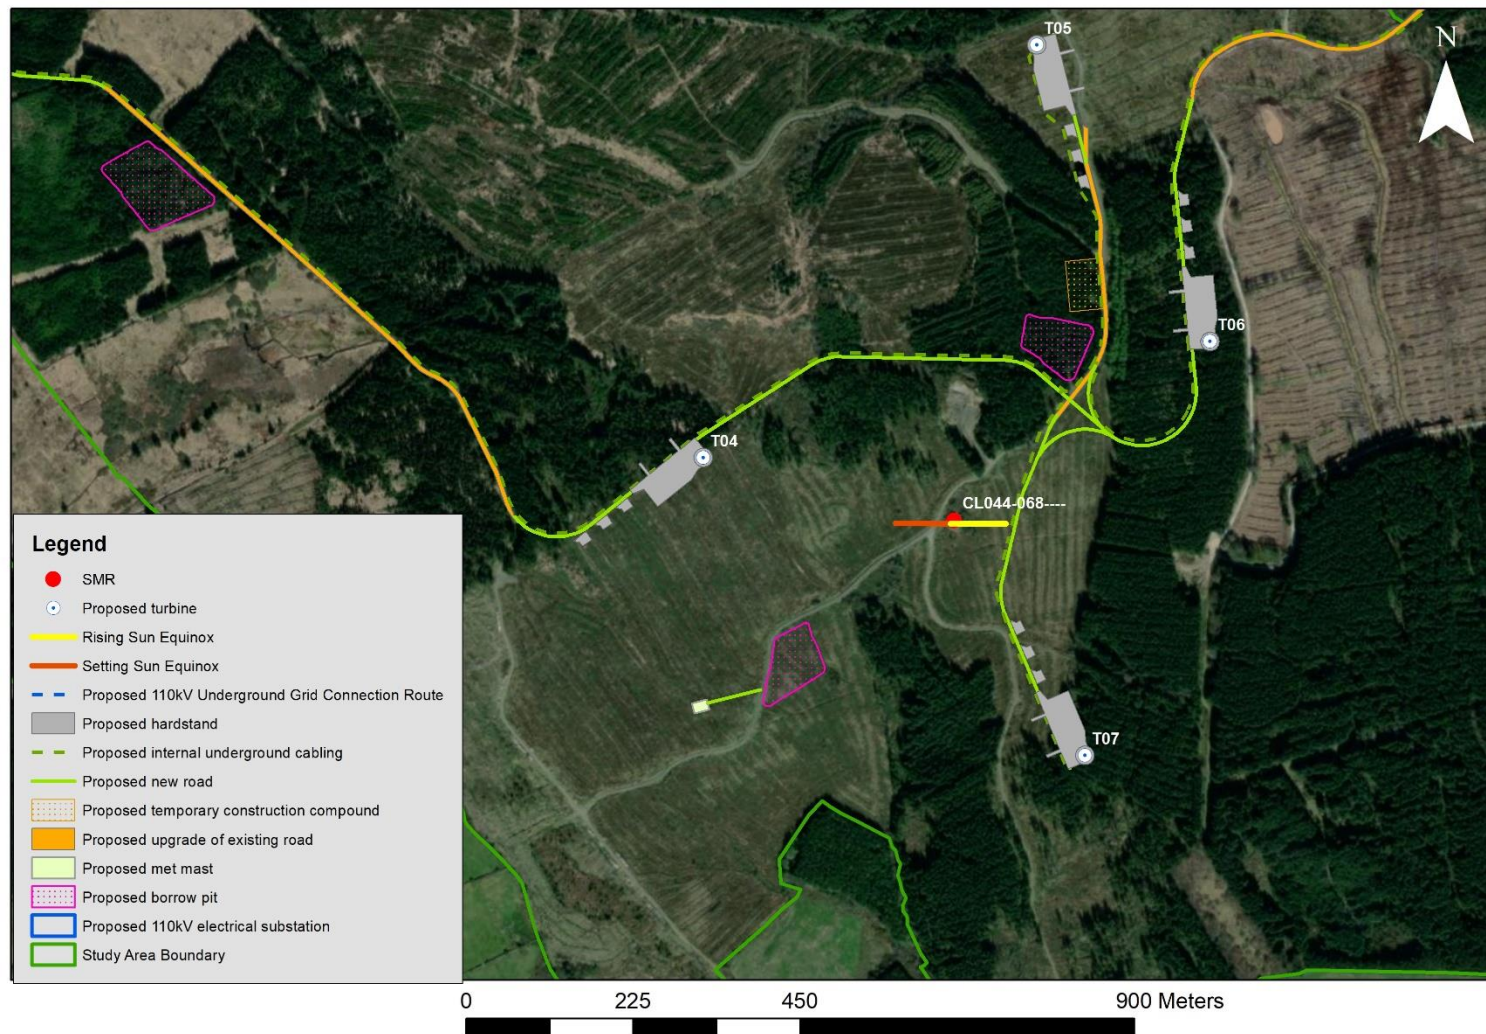 T05
N
T06
T04
CL044-068----
T07
Legend
SMR
Proposed turbine
Rising Sun Equinox
Setting Sun Equinox
Proposed 110kV Underground Grid Connection Route
Proposed hardstand
Proposed internal underground cabling
Proposed new road
Proposed temporary construction compound
Proposed upgrade of existing road
Proposed met mast
Proposed borrow pit
Proposed 110kV electrical substation
Study Area Boundary
0 225 450 900 Meters